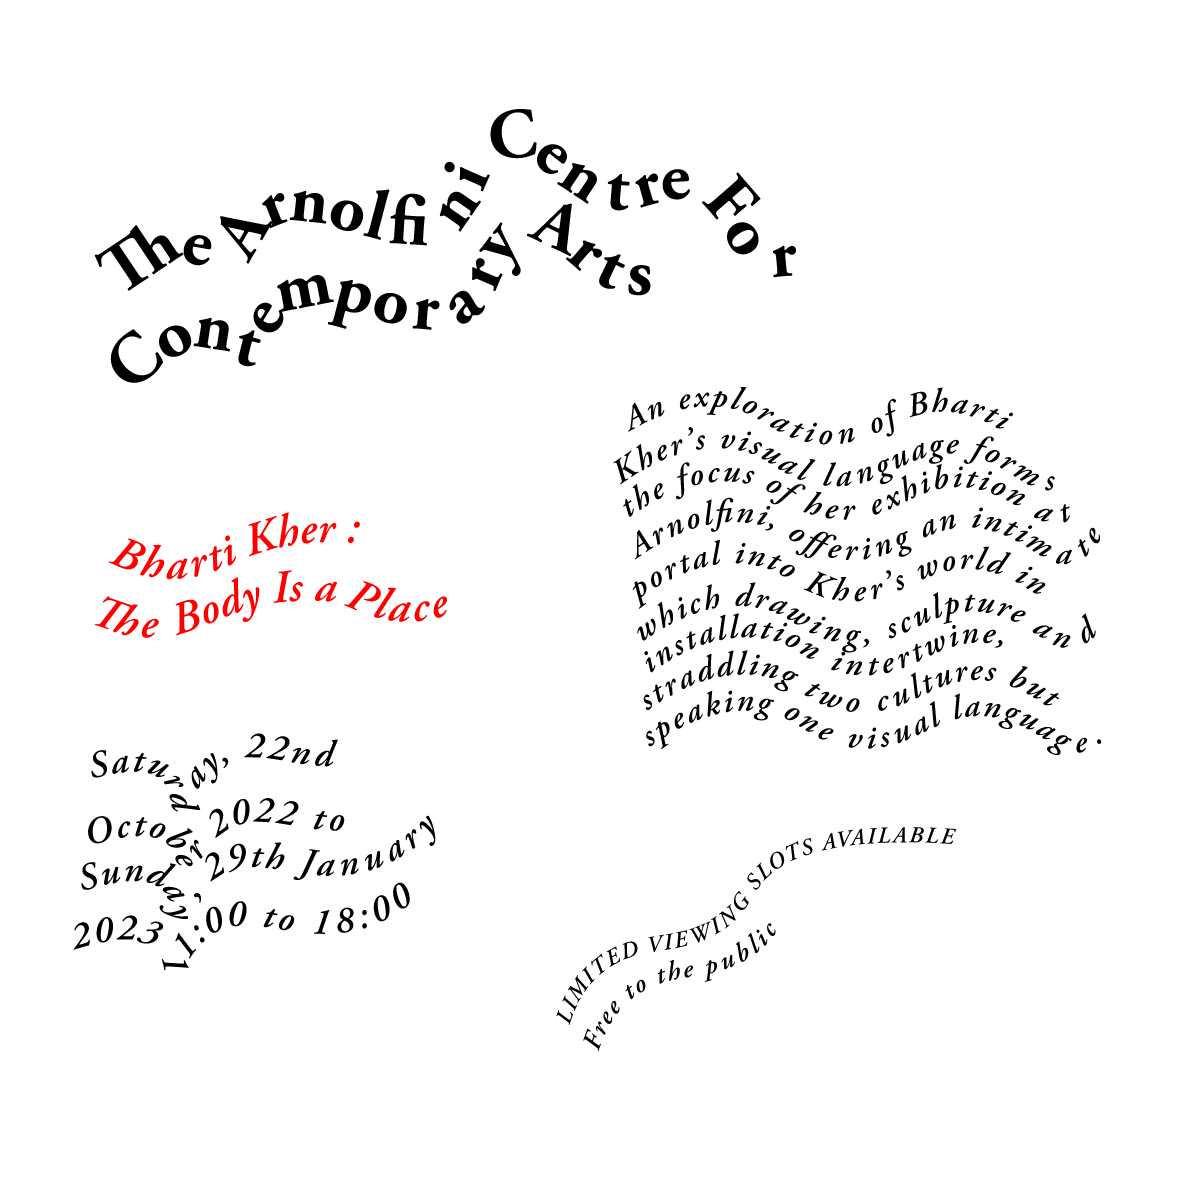 The Arnolfini Centre For
Contemporary Arts
Bharti Kher :
The Body Is a Place
An exploration of Bharti
Kher’s visual language forms
the focus of her exhibition at
Arnolfini, offering an intimate
portal into Kher’s world in
which drawing, sculpture and
installation intertwine,
straddling two cultures but
speaking one visual language.
Saturday, 22nd
October 2022 to
Sunday, 29th January
2023 11:00 to 18:00
LIMITED VIEWING SLOTS AVAILABLE
Free to the public